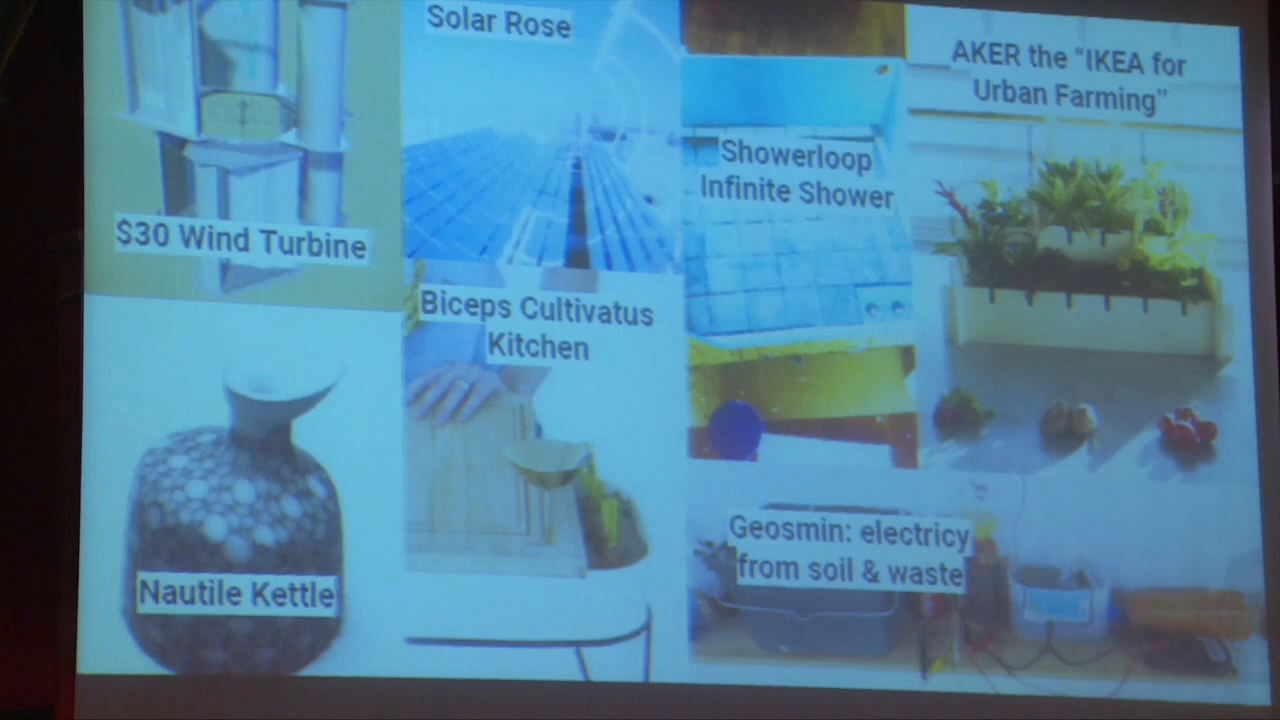 Solar Rose
AKER the "IKEA for
Urban Farming"
Showerloop
Infinite Shower
$30 Wind Turbine
Biceps Cultivatus
Kitchen
Geosmin: electricy
from soil & waste
Nautile Kettle